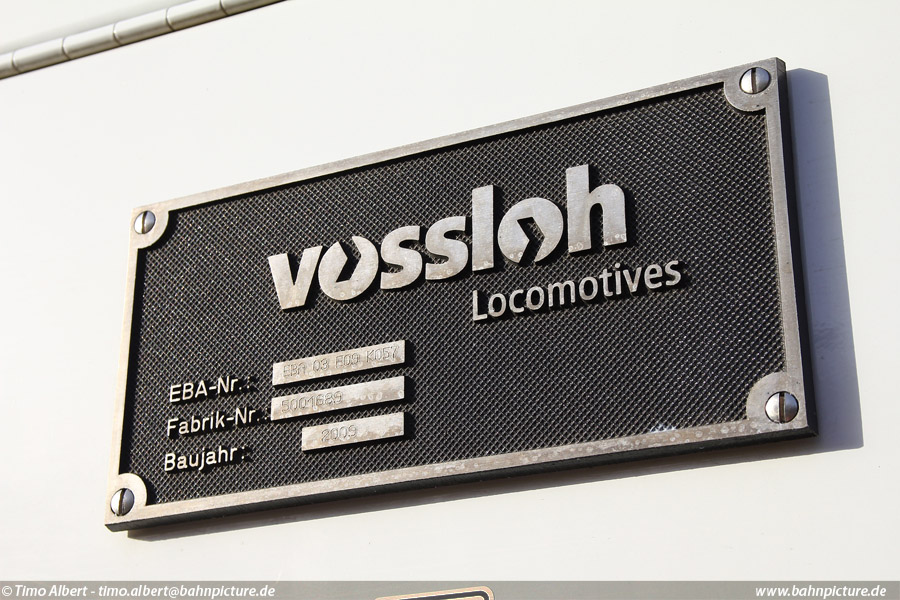 vossloh
Locomotives
EBA-Nr.: EBA 03 E09 K057
Fabrik-Nr.: 5001689
Baujahr: 2009
© Timo Albert - timo.albert@bahnpicture.de
www.bahnpicture.de